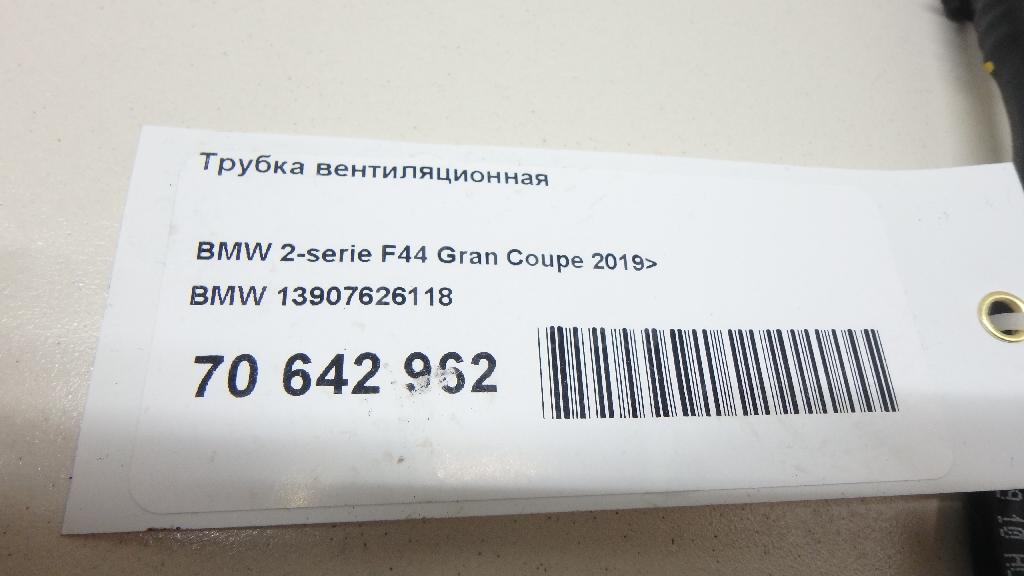 Трубка вентиляционная
BMW 2-serie F44 Gran Coupe 2019>
BMW 13907626118
70 642 962